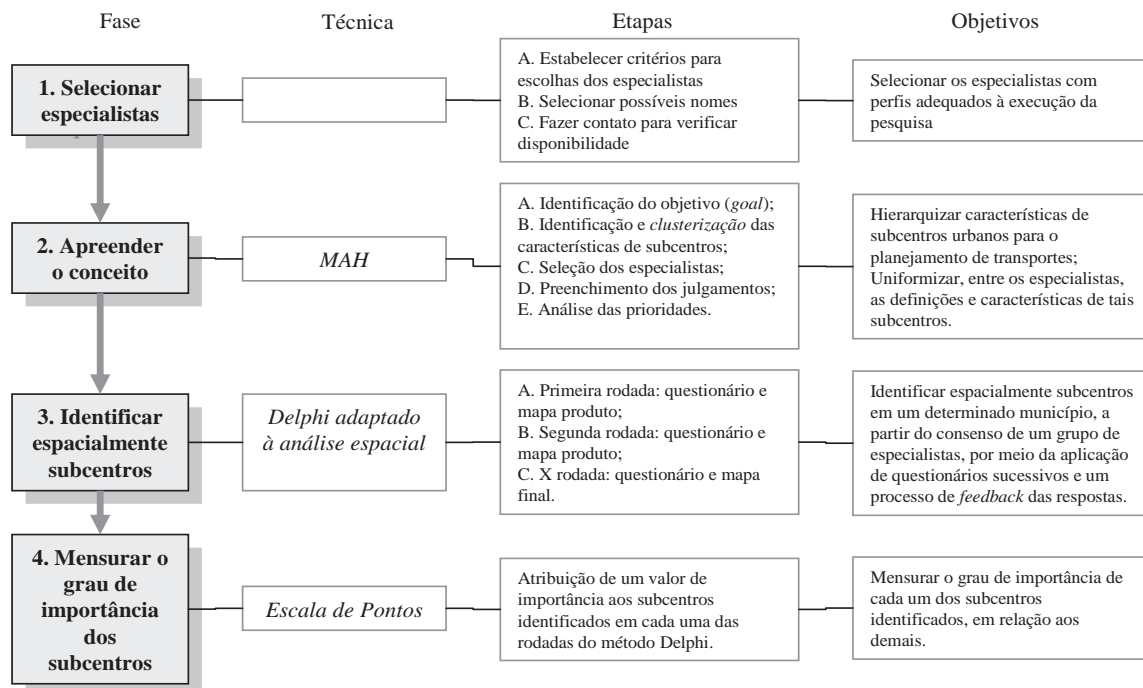 Fase
Técnica
Etapas
Objetivos
1. Selecionar
especialistas
A. Estabelecer critérios para
escolhas dos especialistas
B. Selecionar possíveis nomes
C. Fazer contato para verificar
disponibilidade
Selecionar os especialistas com
perfis adequados à execução da
pesquisa
2. Apreender
o conceito
MAH
A. Identificação do objetivo (goal);
B. Identificação e clusterização das
características de subcentros;
C. Seleção dos especialistas;
D. Preenchimento dos julgamentos;
E. Análise das prioridades.
Hierarquizar características de
subcentros urbanos para o
planejamento de transportes;
Uniformizar, entre os especialistas,
as definições e características de tais
subcentros.
3. Identificar
espacialmente
subcentros
Delphi adaptado
à análise espacial
A. Primeira rodada: questionário e
mapa produto;
B. Segunda rodada: questionário e
mapa produto;
C. X rodada: questionário e mapa
final.
Identificar espacialmente subcentros
em um determinado município, a
partir do consenso de um grupo de
especialistas, por meio da aplicação
de questionários sucessivos e um
processo de feedback das respostas.
4. Mensurar o
grau de
importância
dos
subcentros
Escala de Pontos
Atribuição de um valor de
importância aos subcentros
identificados em cada uma das
rodadas do método Delphi.
Mensurar o grau de importância de
cada um dos subcentros
identificados, em relação aos
demais.